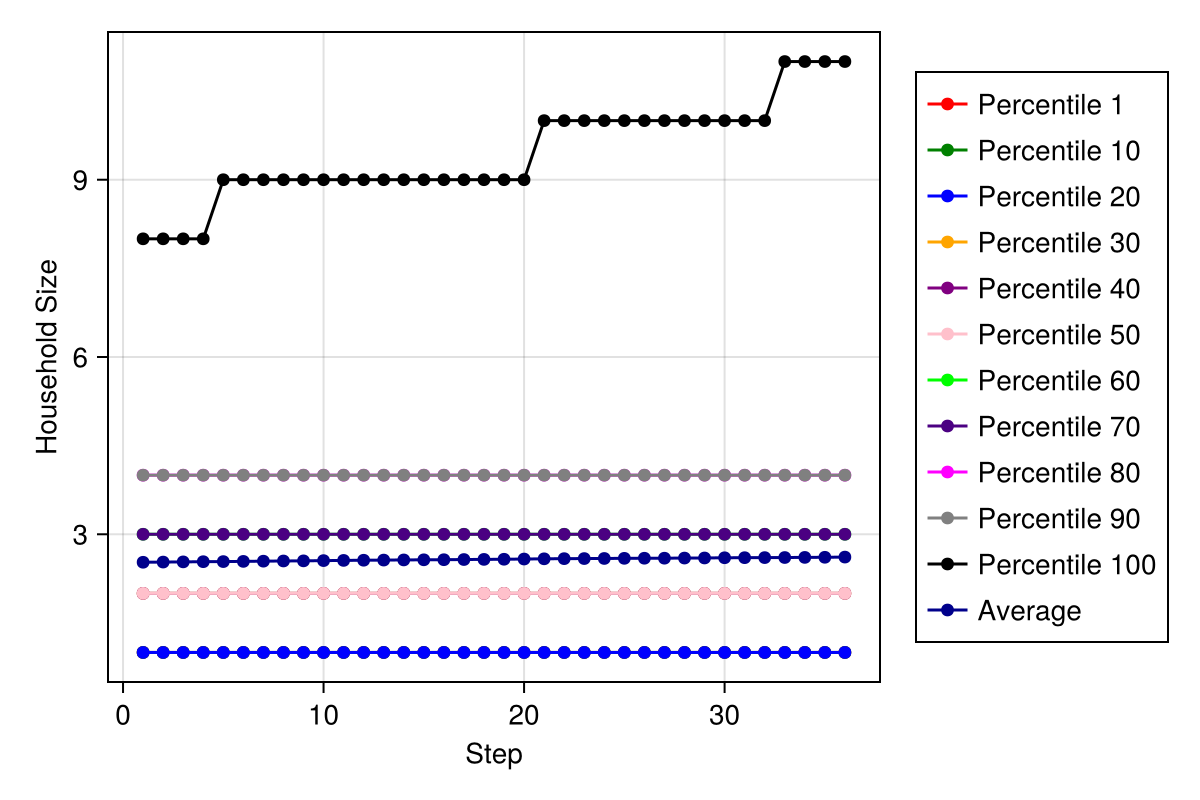 Household Size
9
6
3
0 10 20 30
Step
Percentile 1
Percentile 10
Percentile 20
Percentile 30
Percentile 40
Percentile 50
Percentile 60
Percentile 70
Percentile 80
Percentile 90
Percentile 100
Average